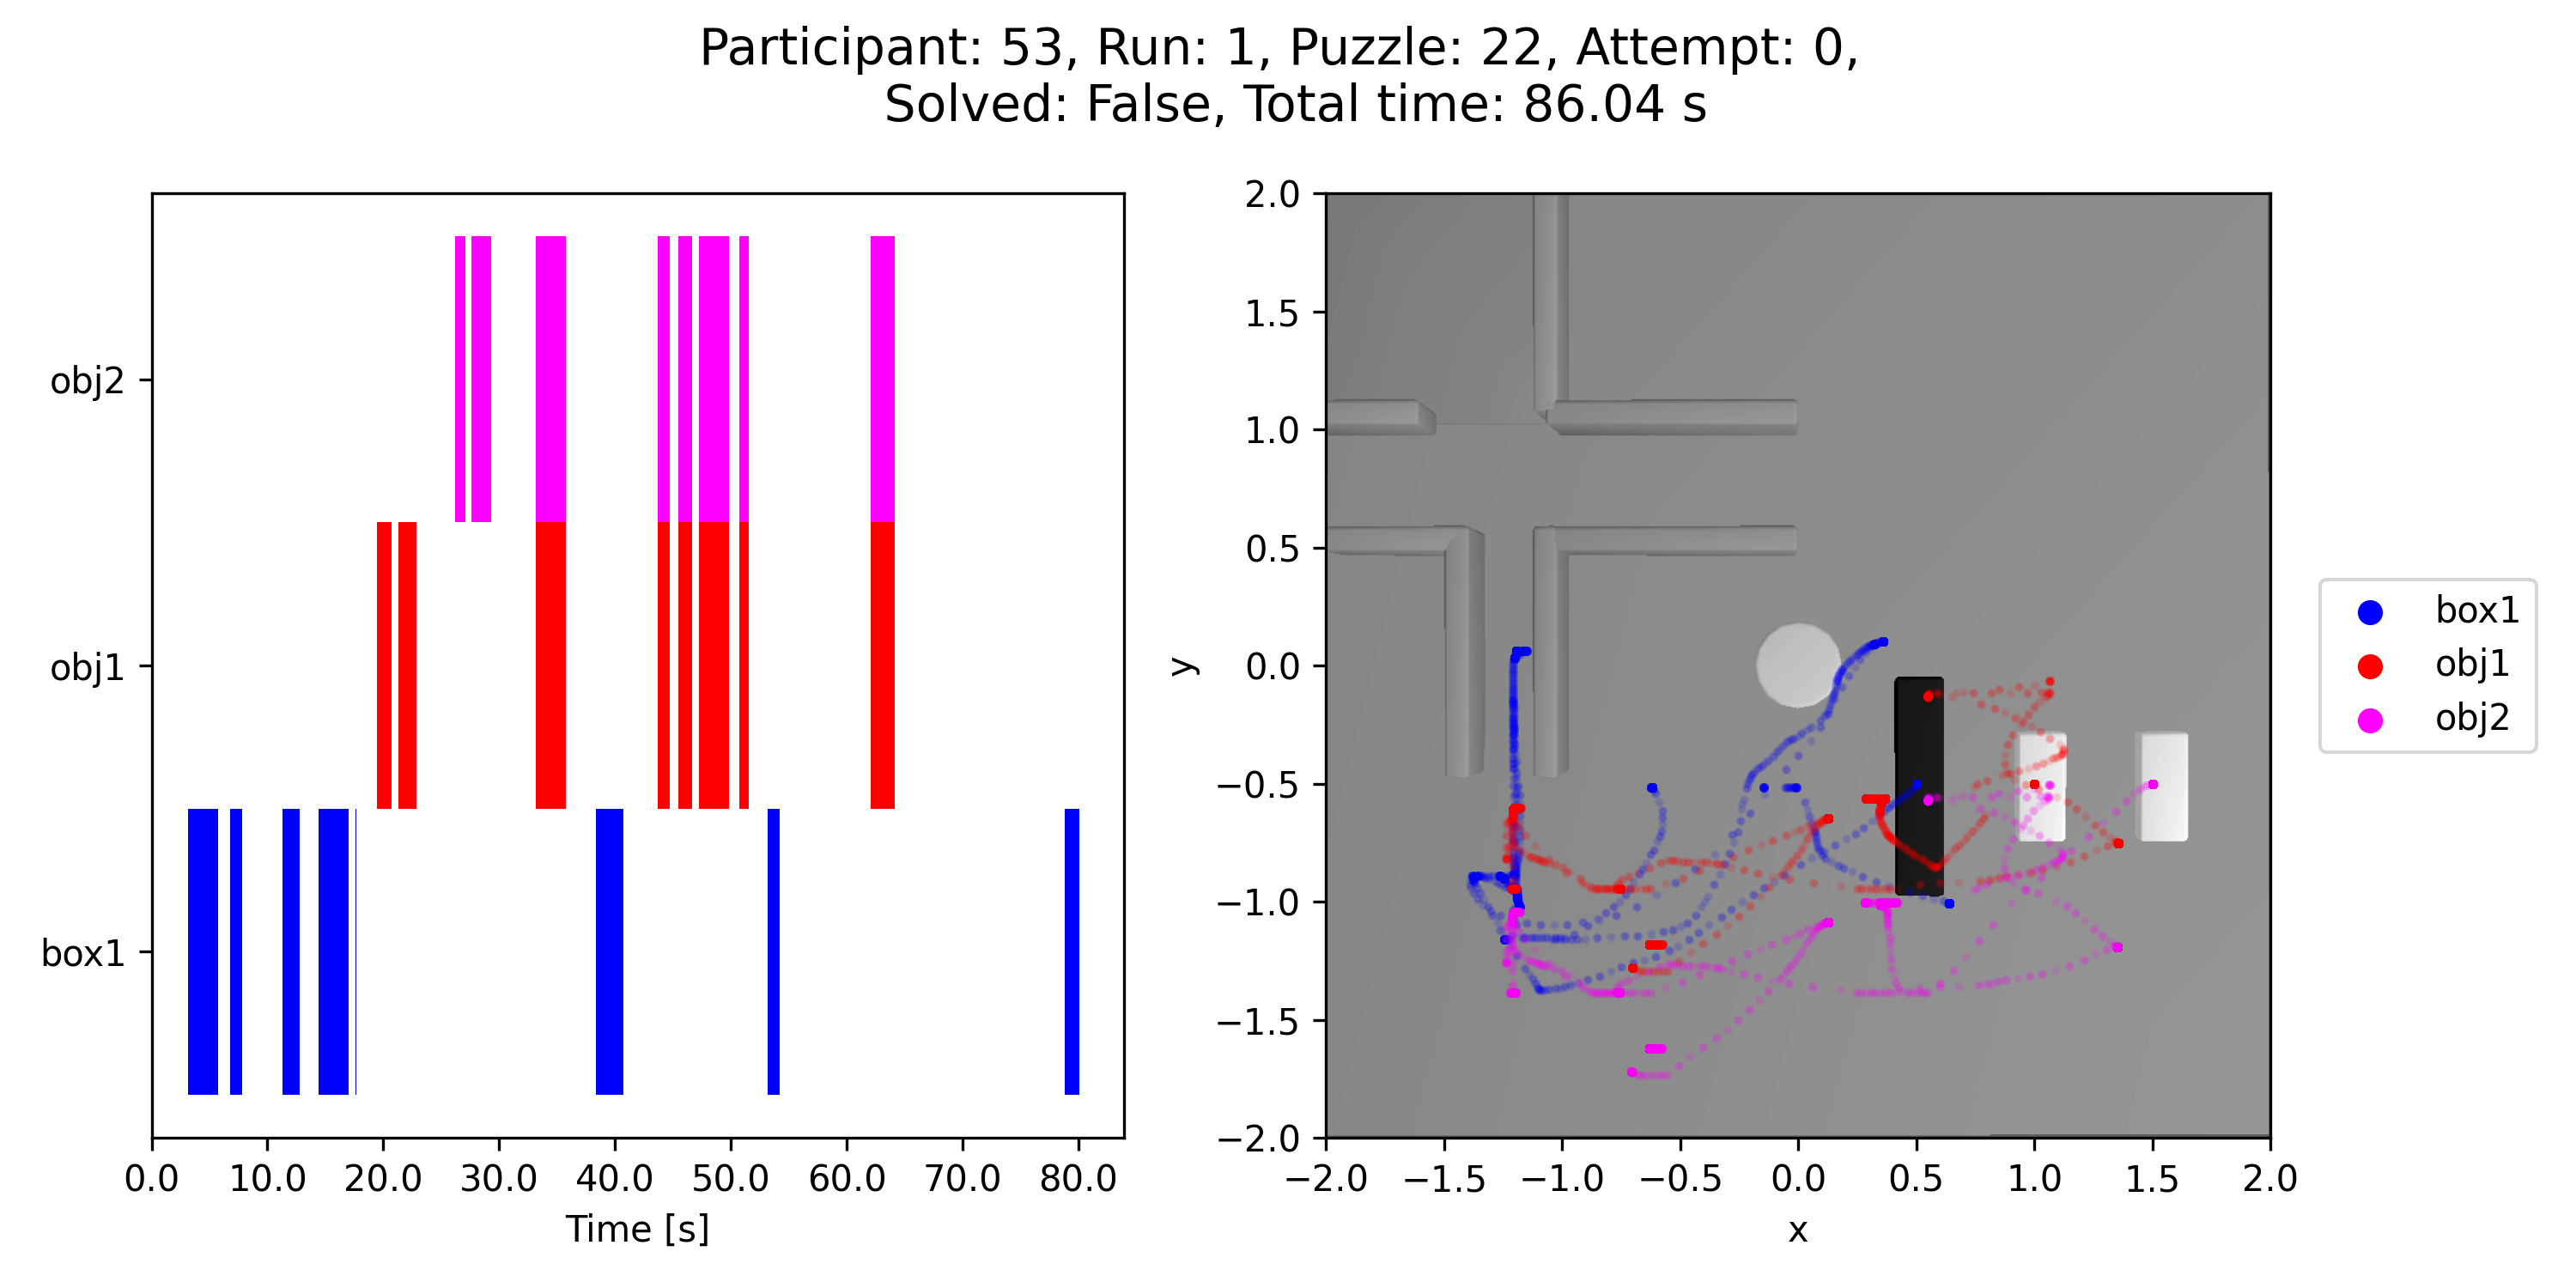 Participant: 53, Run: 1, Puzzle: 22, Attempt: 0,
Solved: False, Total time: 86.04 s
obj2
obj1
box1
0.0 10.0 20.0 30.0 40.0 50.0 60.0 70.0 80.0
Time [s]
2.0
1.5
1.0
0.5
0.0
−0.5
−1.0
−1.5
−2.0
y
−2.0 −1.5 −1.0 −0.5 0.0 0.5 1.0 1.5 2.0
x
box1
obj1
obj2